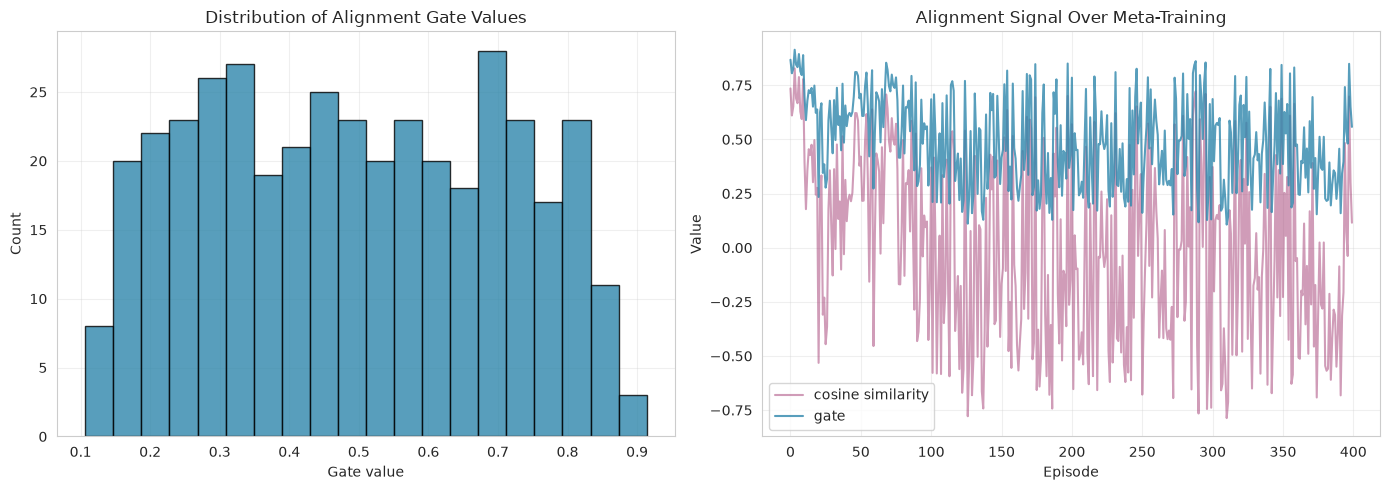 Distribution of Alignment Gate Values
Count
25
20
15
10
5
0
0.1 0.2 0.3 0.4 0.5 0.6 0.7 0.8 0.9
Gate value
Alignment Signal Over Meta-Training
Value
0.75
0.50
0.25
0.00
−0.25
−0.50
−0.75
cosine similarity
gate
0 50 100 150 200 250 300 350 400
Episode